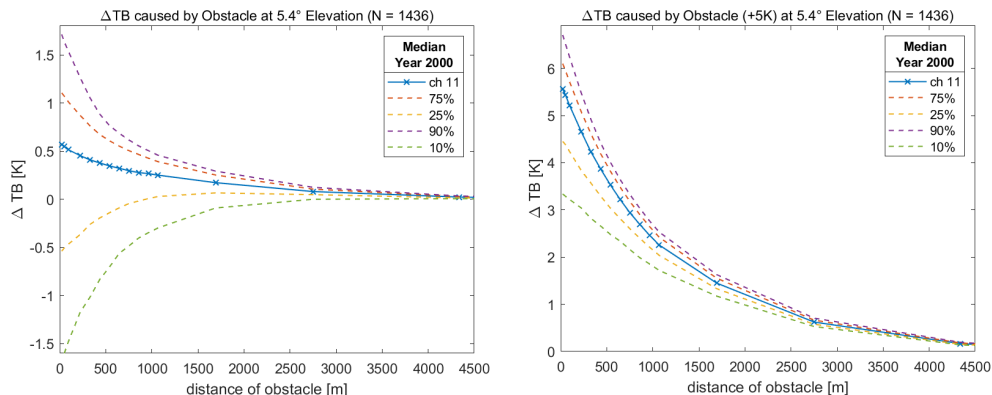 ΔTB caused by Obstacle at 5.4° Elevation (N = 1436)
Δ TB [K]
1.5
1
0.5
0
-0.5
-1
-1.5
Median
Year 2000
ch 11
75%
25%
90%
10%
0 500 1000 1500 2000 2500 3000 3500 4000 4500
distance of obstacle [m]
ΔTB caused by Obstacle (+5K) at 5.4° Elevation (N = 1436)
Δ TB [K]
6
5
4
3
2
1
0
Median
Year 2000
ch 11
75%
25%
90%
10%
0 500 1000 1500 2000 2500 3000 3500 4000 4500
distance of obstacle [m]